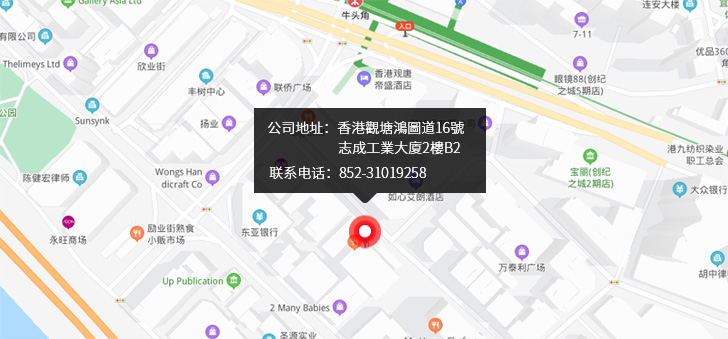 Gallery Asia Ltd
牛头角
连安大楼
入口
7-11
优品360
Thelimeys Ltd
欣业街
香港观唐
帝盛酒店
眼镜88(创纪
之城5期店)
丰树中心
联侨广场
公园
Sunsynk
扬业
公司地址：香港觀塘鴻圖道16號
志成工業大廈2樓B2
联系电话：852-31019258
港九纺织染业
职工总会
宝丽(创纪
之城2期店)
陈健宏律师
Wongs Han
dicraft
如心艾朗酒店
大众银行
永旺商场
励业街熟食
小贩市场
东亚银行
万泰利广场
胡中律
Up Publication
2 Many Babies
圣源实业